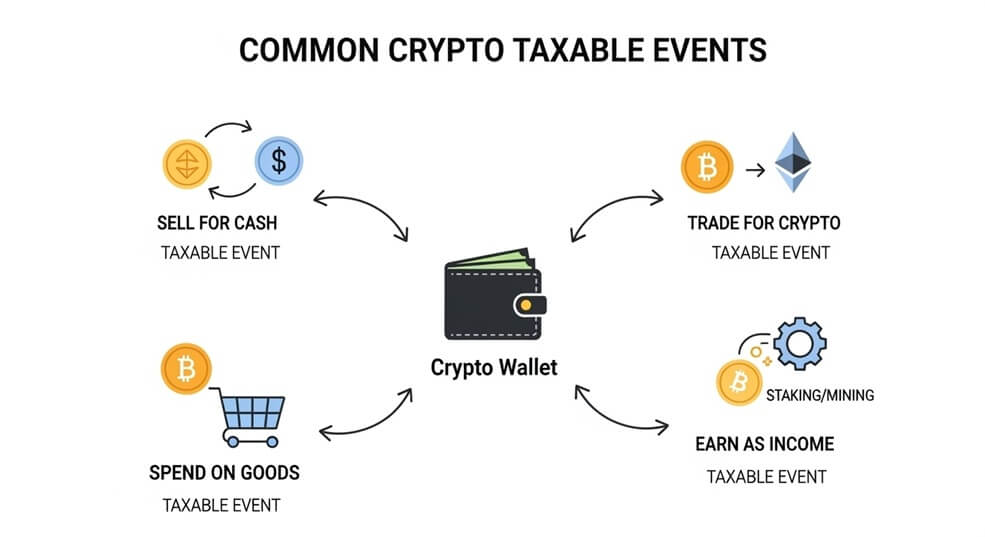 COMMON CRYPTO TAXABLE EVENTS
$
SELL FOR CASH
TAXABLE EVENT
TRADE FOR CRYPTO
TAXABLE EVENT
Crypto Wallet
SPEND ON GOODS
TAXABLE EVENT
STAKING/MINING
EARN AS INCOME
TAXABLE EVENT